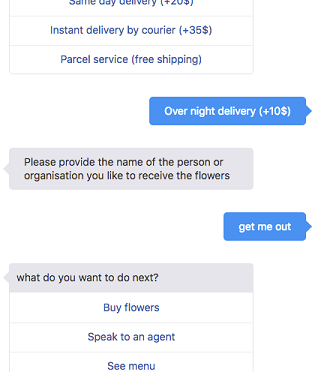 Same day delivery (+20$)
Instant delivery by courier (+35$)
Parcel service (free shipping)
Over night delivery (+10$)
Please provide the name of the person or
organisation you like to receive the flowers
get me out
what do you want to do next?
Buy flowers
Speak to an agent
See menu